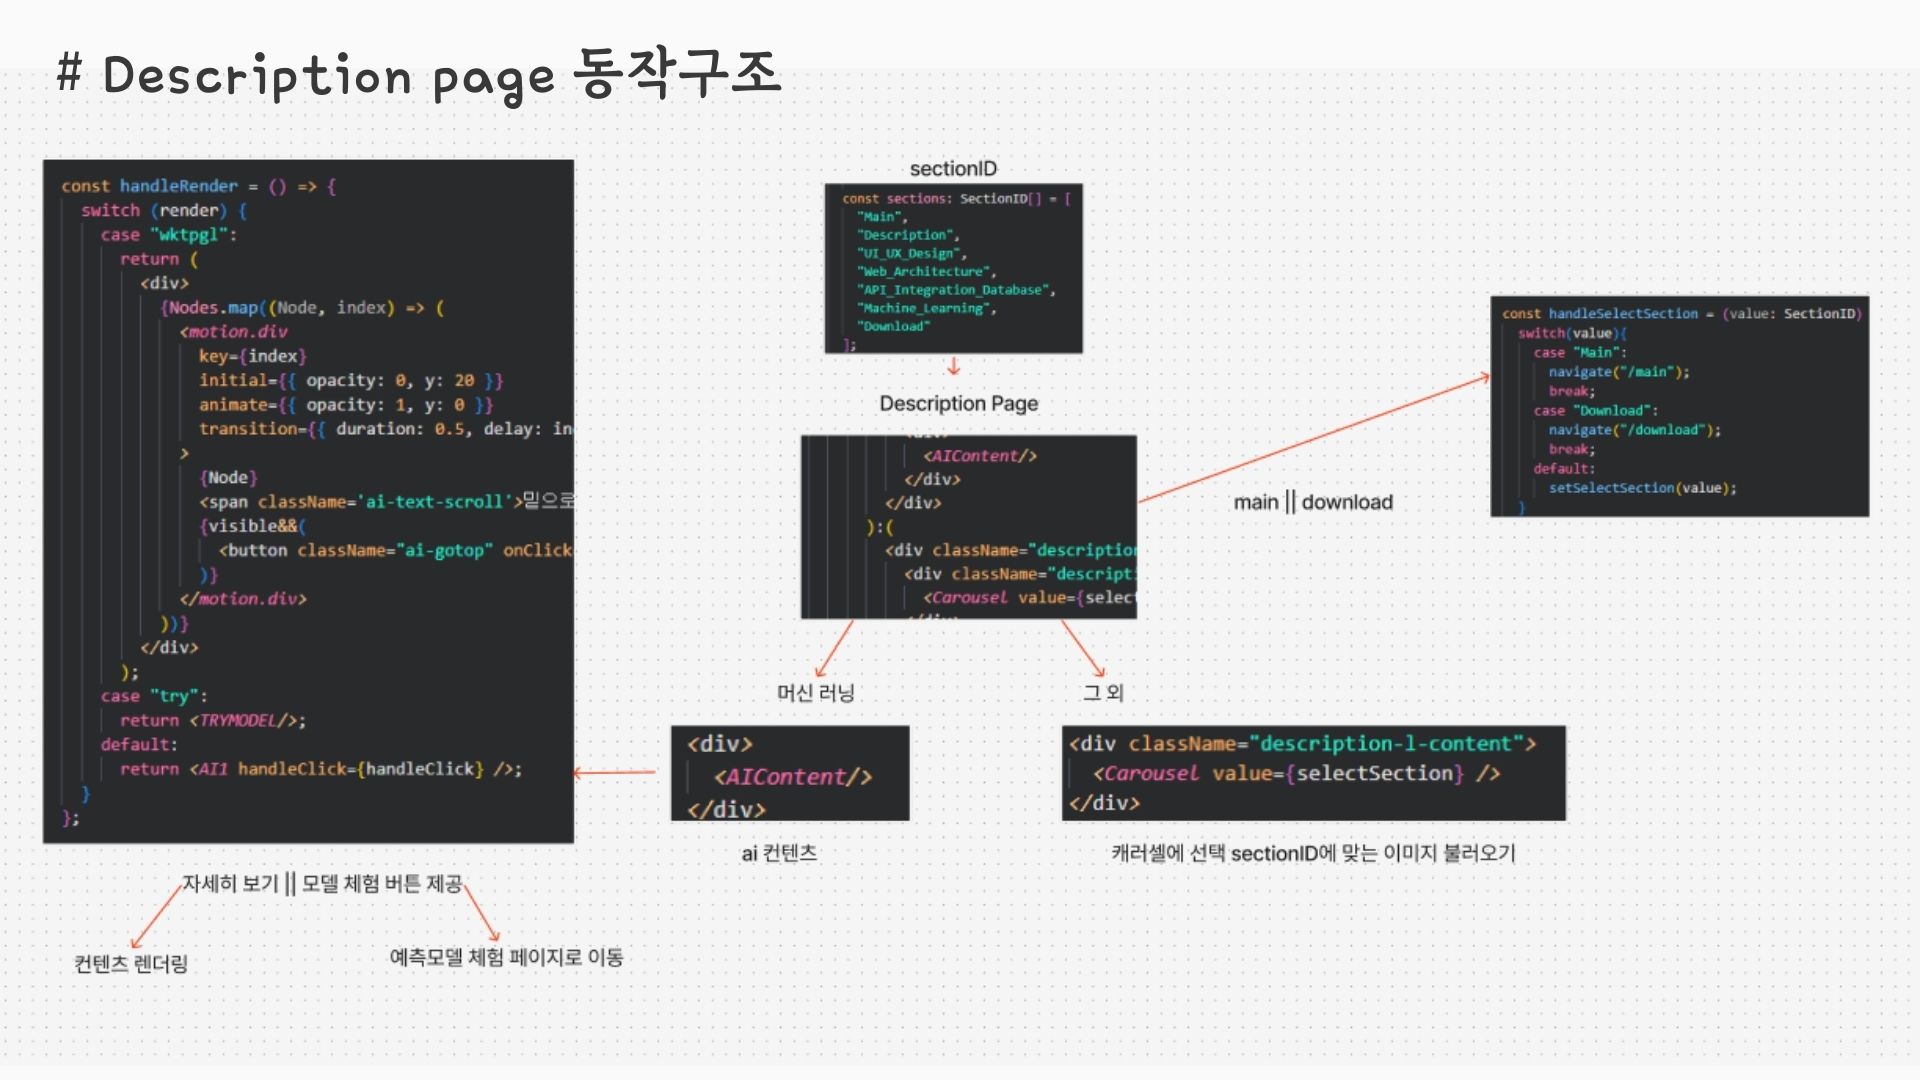 # Description page 동작구조
const handleRender = () => {
switch (render) {
case "wktpgl":
return (
<div>
{Nodes.map((Node, index) => (
<motion.div
key={index}
initial={{ opacity: 0, y: 20 }}
animate={{ opacity: 1, y: 0 }}
transition={{ duration: 0.5, delay: in
>
{Node}
<span className='ai-text-scroll'>밑으로
{visible&&(
<button className="ai-gotop" onClick
)}
</motion.div>
))}
</div>
);
case "try":
return <TRYMODEL/>;
default:
return <AI1 handleClick={handleClick} />;
}
};
자세히 보기 || 모델 체험 버튼 제공
컨텐츠 렌더링
예측모델 체험 페이지로 이동
sectionID
const sections: SectionID[] = [
"Main",
"Description",
"UI_UX_Design",
"Web_Architecture",
"API_Integration_Database",
"Machine_Learning",
"Download"
];
Description Page
<AIContent/>
</div>
</div>
):(
<div className="description
<div className="descripti
<Carousel value={select
머신 러닝
그 외
<div>
<AIContent/>
</div>
ai 컨텐츠
<div className="description-l-content">
<Carousel value={selectSection} />
</div>
캐러셀에 선택 sectionID에 맞는 이미지 불러오기
main || download
const handleSelectSection = (value: SectionID)
switch(value){
case "Main":
navigate("/main");
break;
case "Download":
navigate("/download");
break;
default:
setSelectSection(value);
}